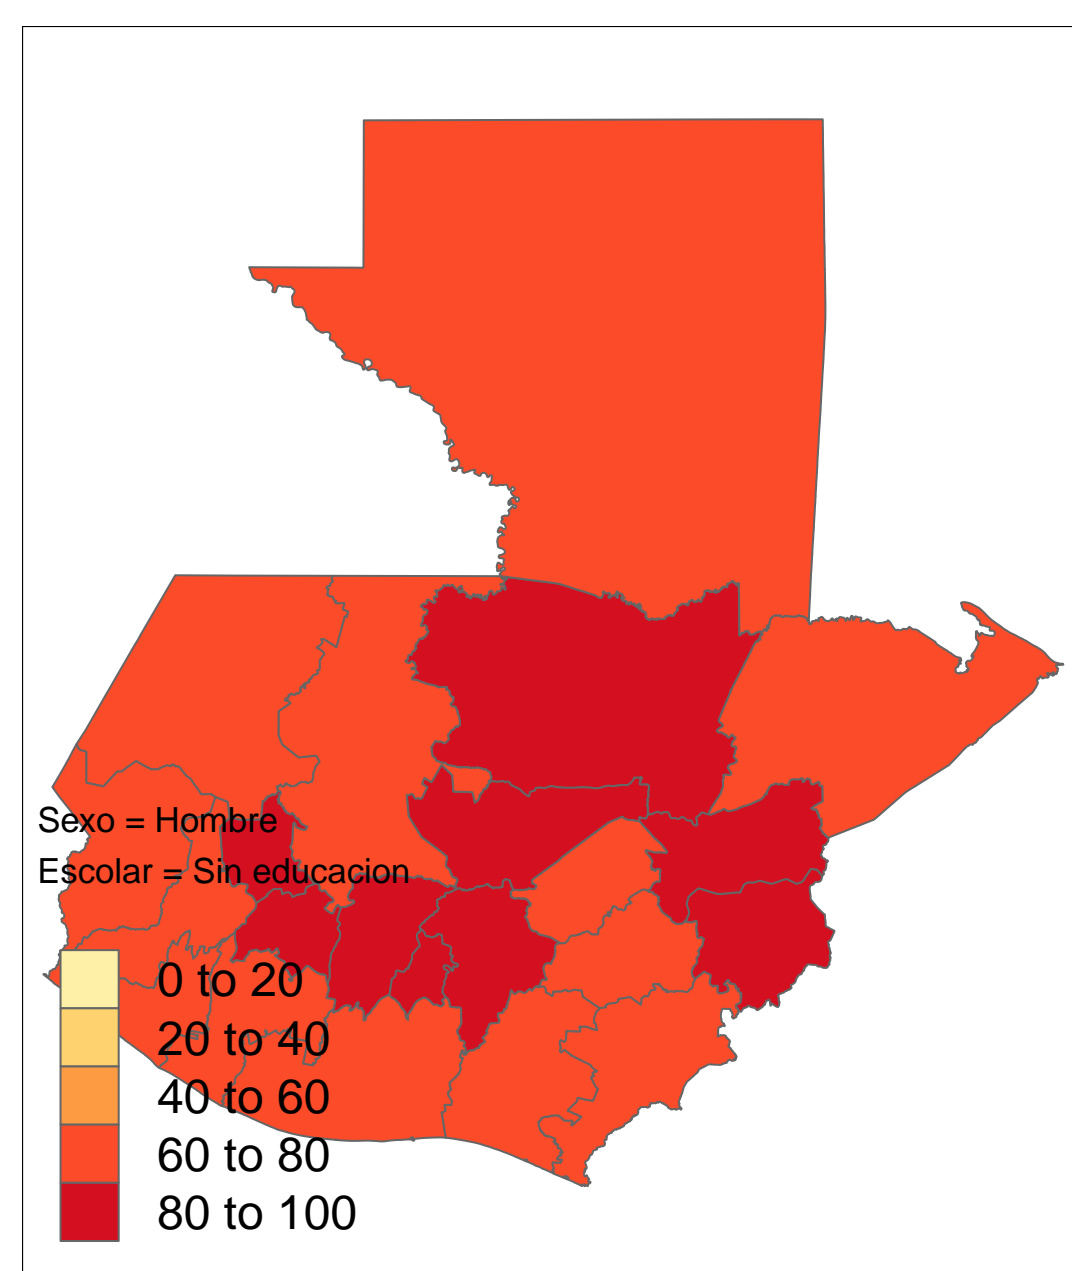 Sexo = Hombre
Escolar = Sin educacion
0 to 20
20 to 40
40 to 60
60 to 80
80 to 100